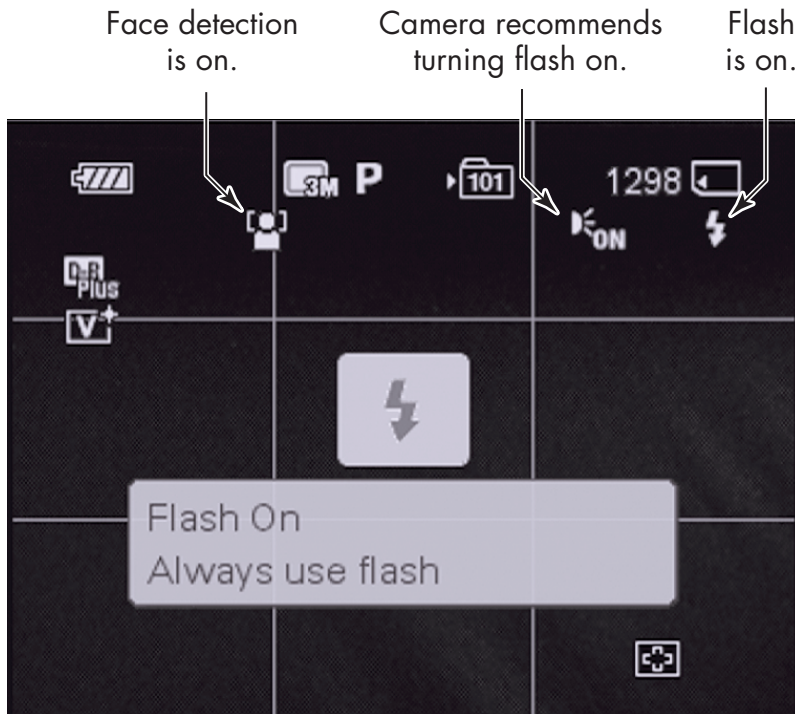 Face detection
is on.
Camera recommends
turning flash on.
Flash
is on.
3M P 101 1298
ON
D-R
Plus
V
Flash On
Always use flash